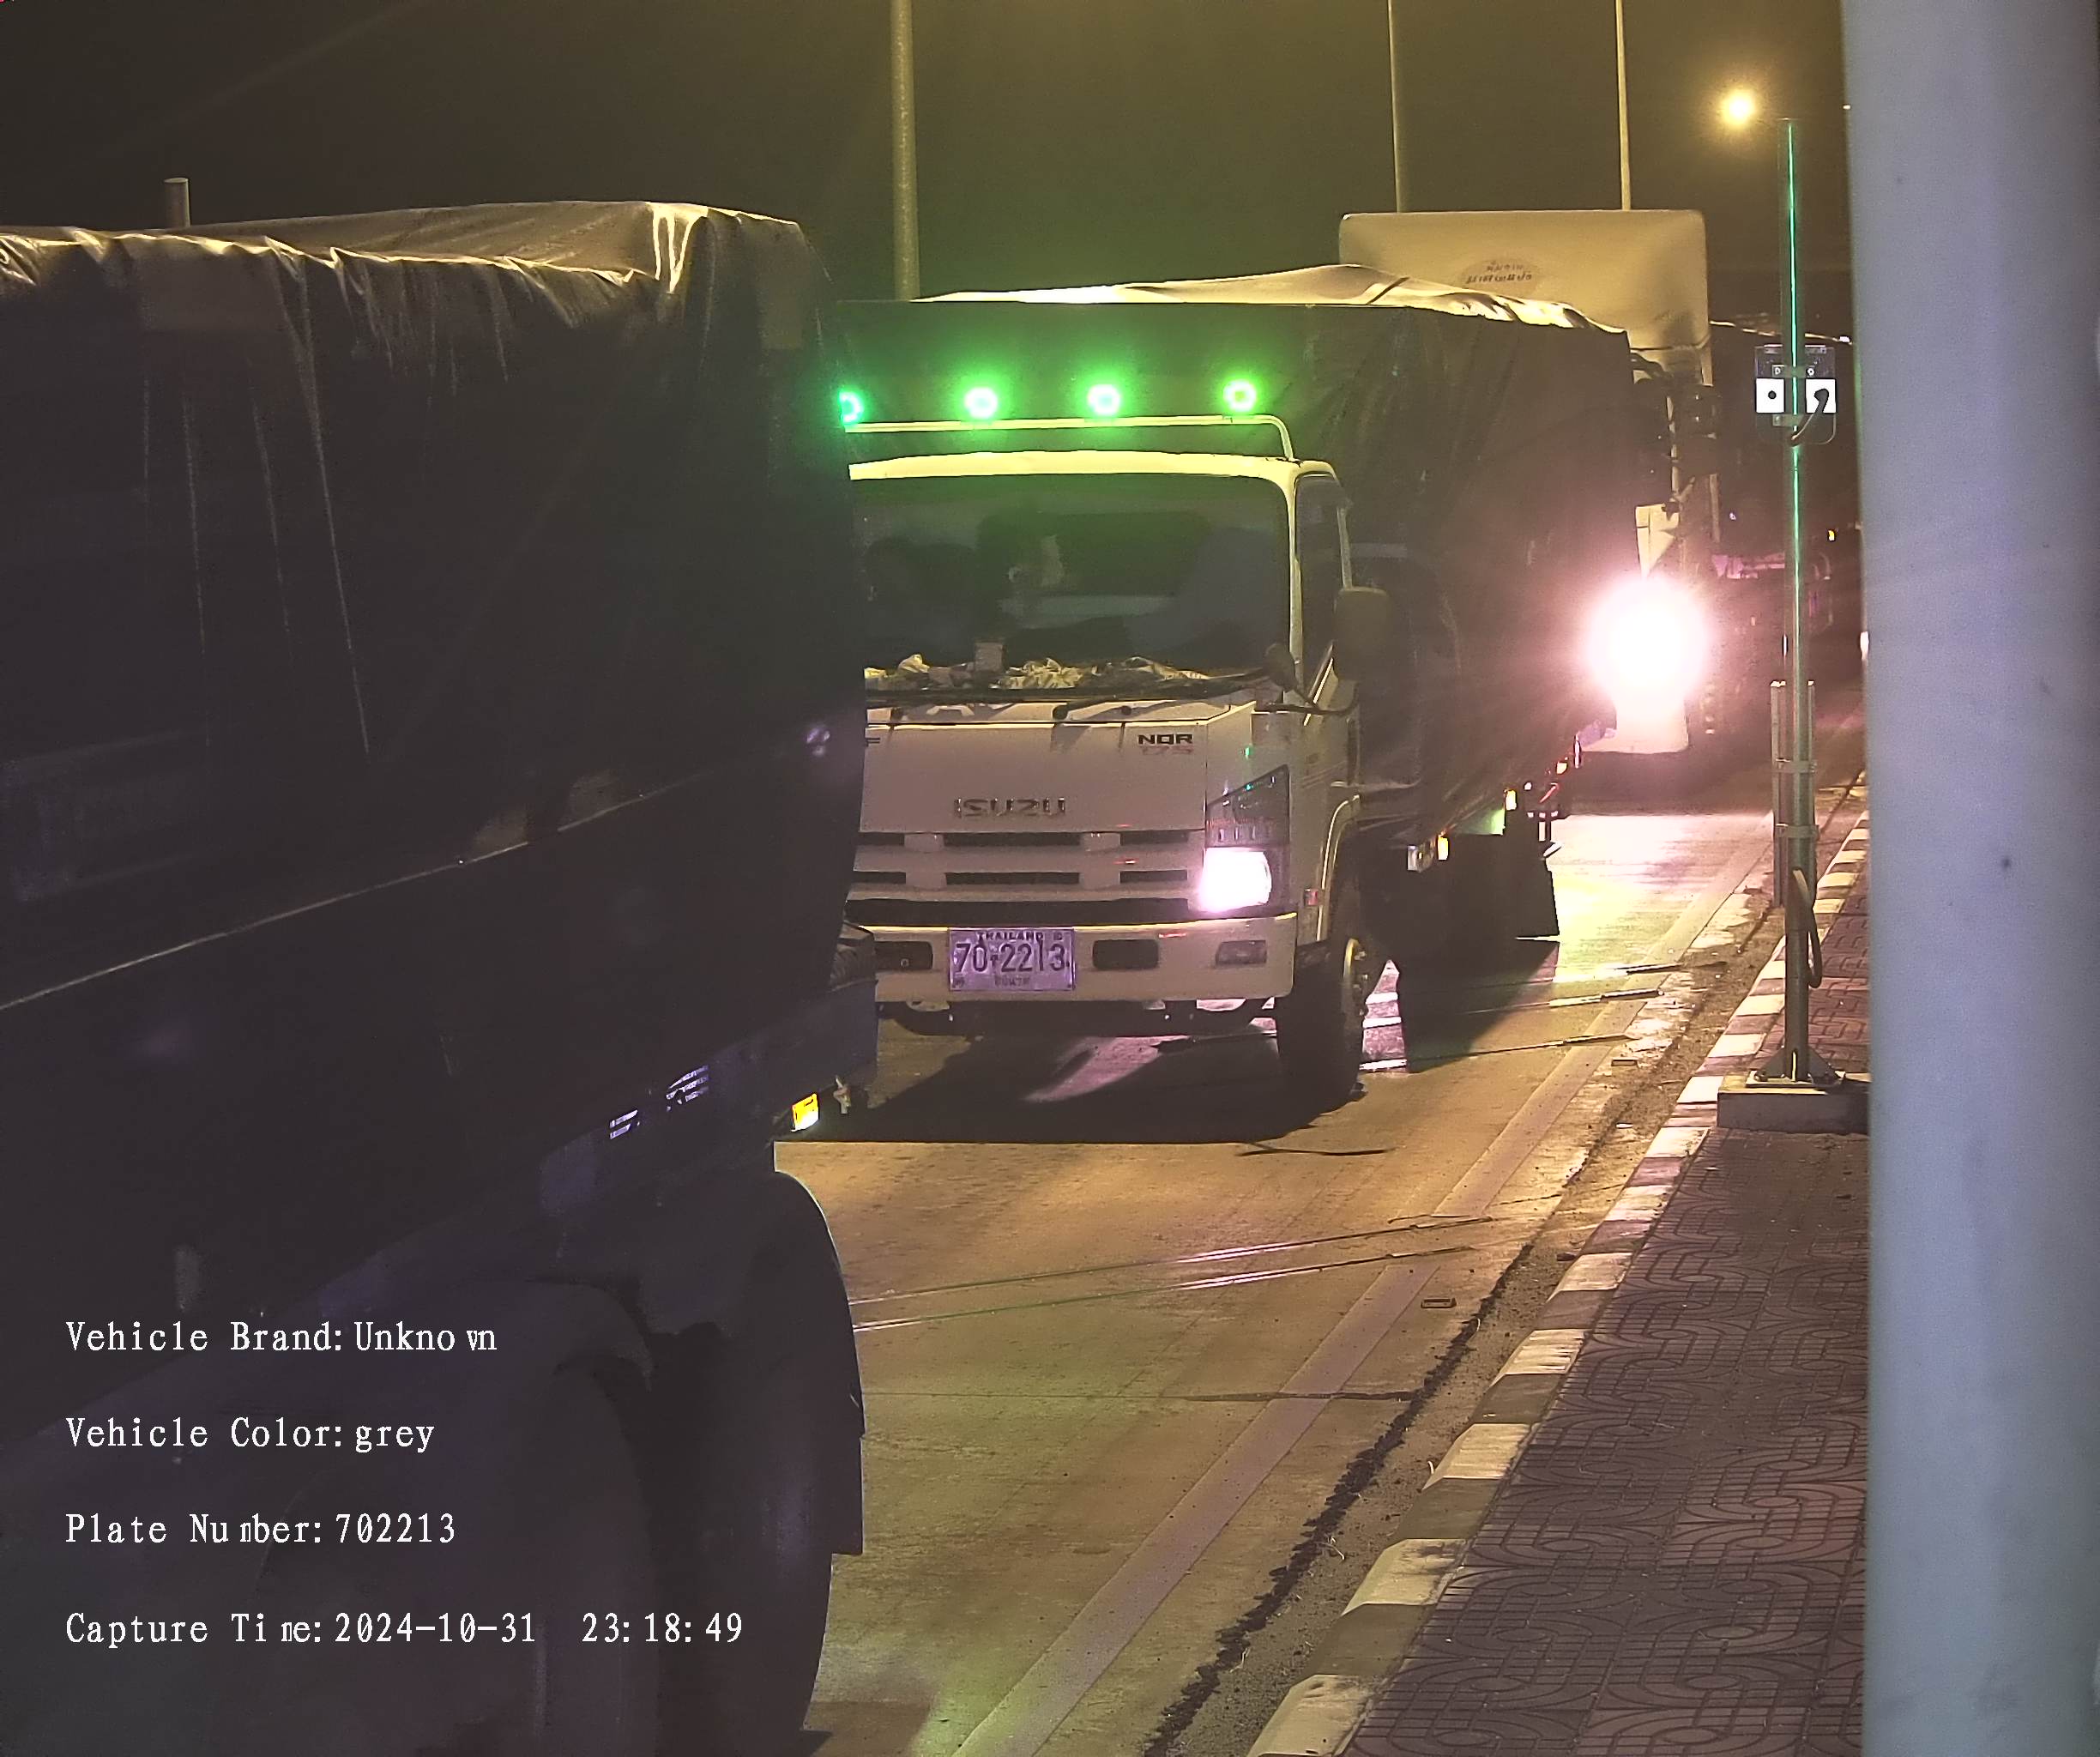 NQR
175
ISUZU
THAILAND
70-2213
Vehicle Brand:Unknown
Vehicle Color:grey
Plate Number:702213
Capture Time:2024-10-31 23:18:49